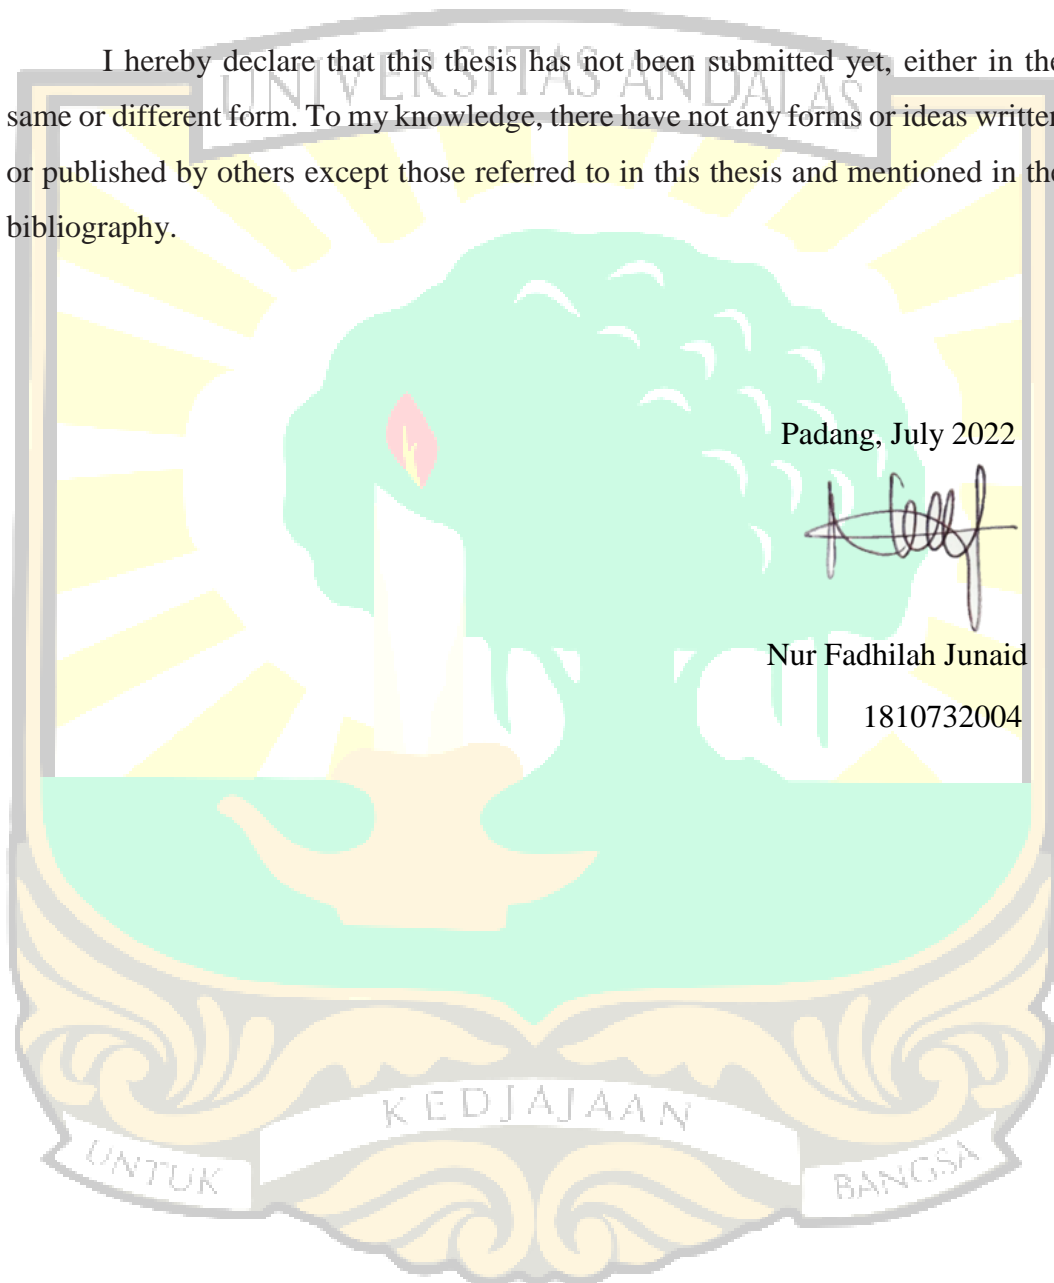 UNIVERSITAS ANDALAS
I hereby declare that this thesis has not been submitted yet, either in the
same or different form. To my knowledge, there have not any forms or ideas written
or published by others except those referred to in this thesis and mentioned in the
bibliography.
Padang, July 2022
Nur Fadhilah Junaid
1810732004
KEDJAJAAN
UNTUK
BANGSA